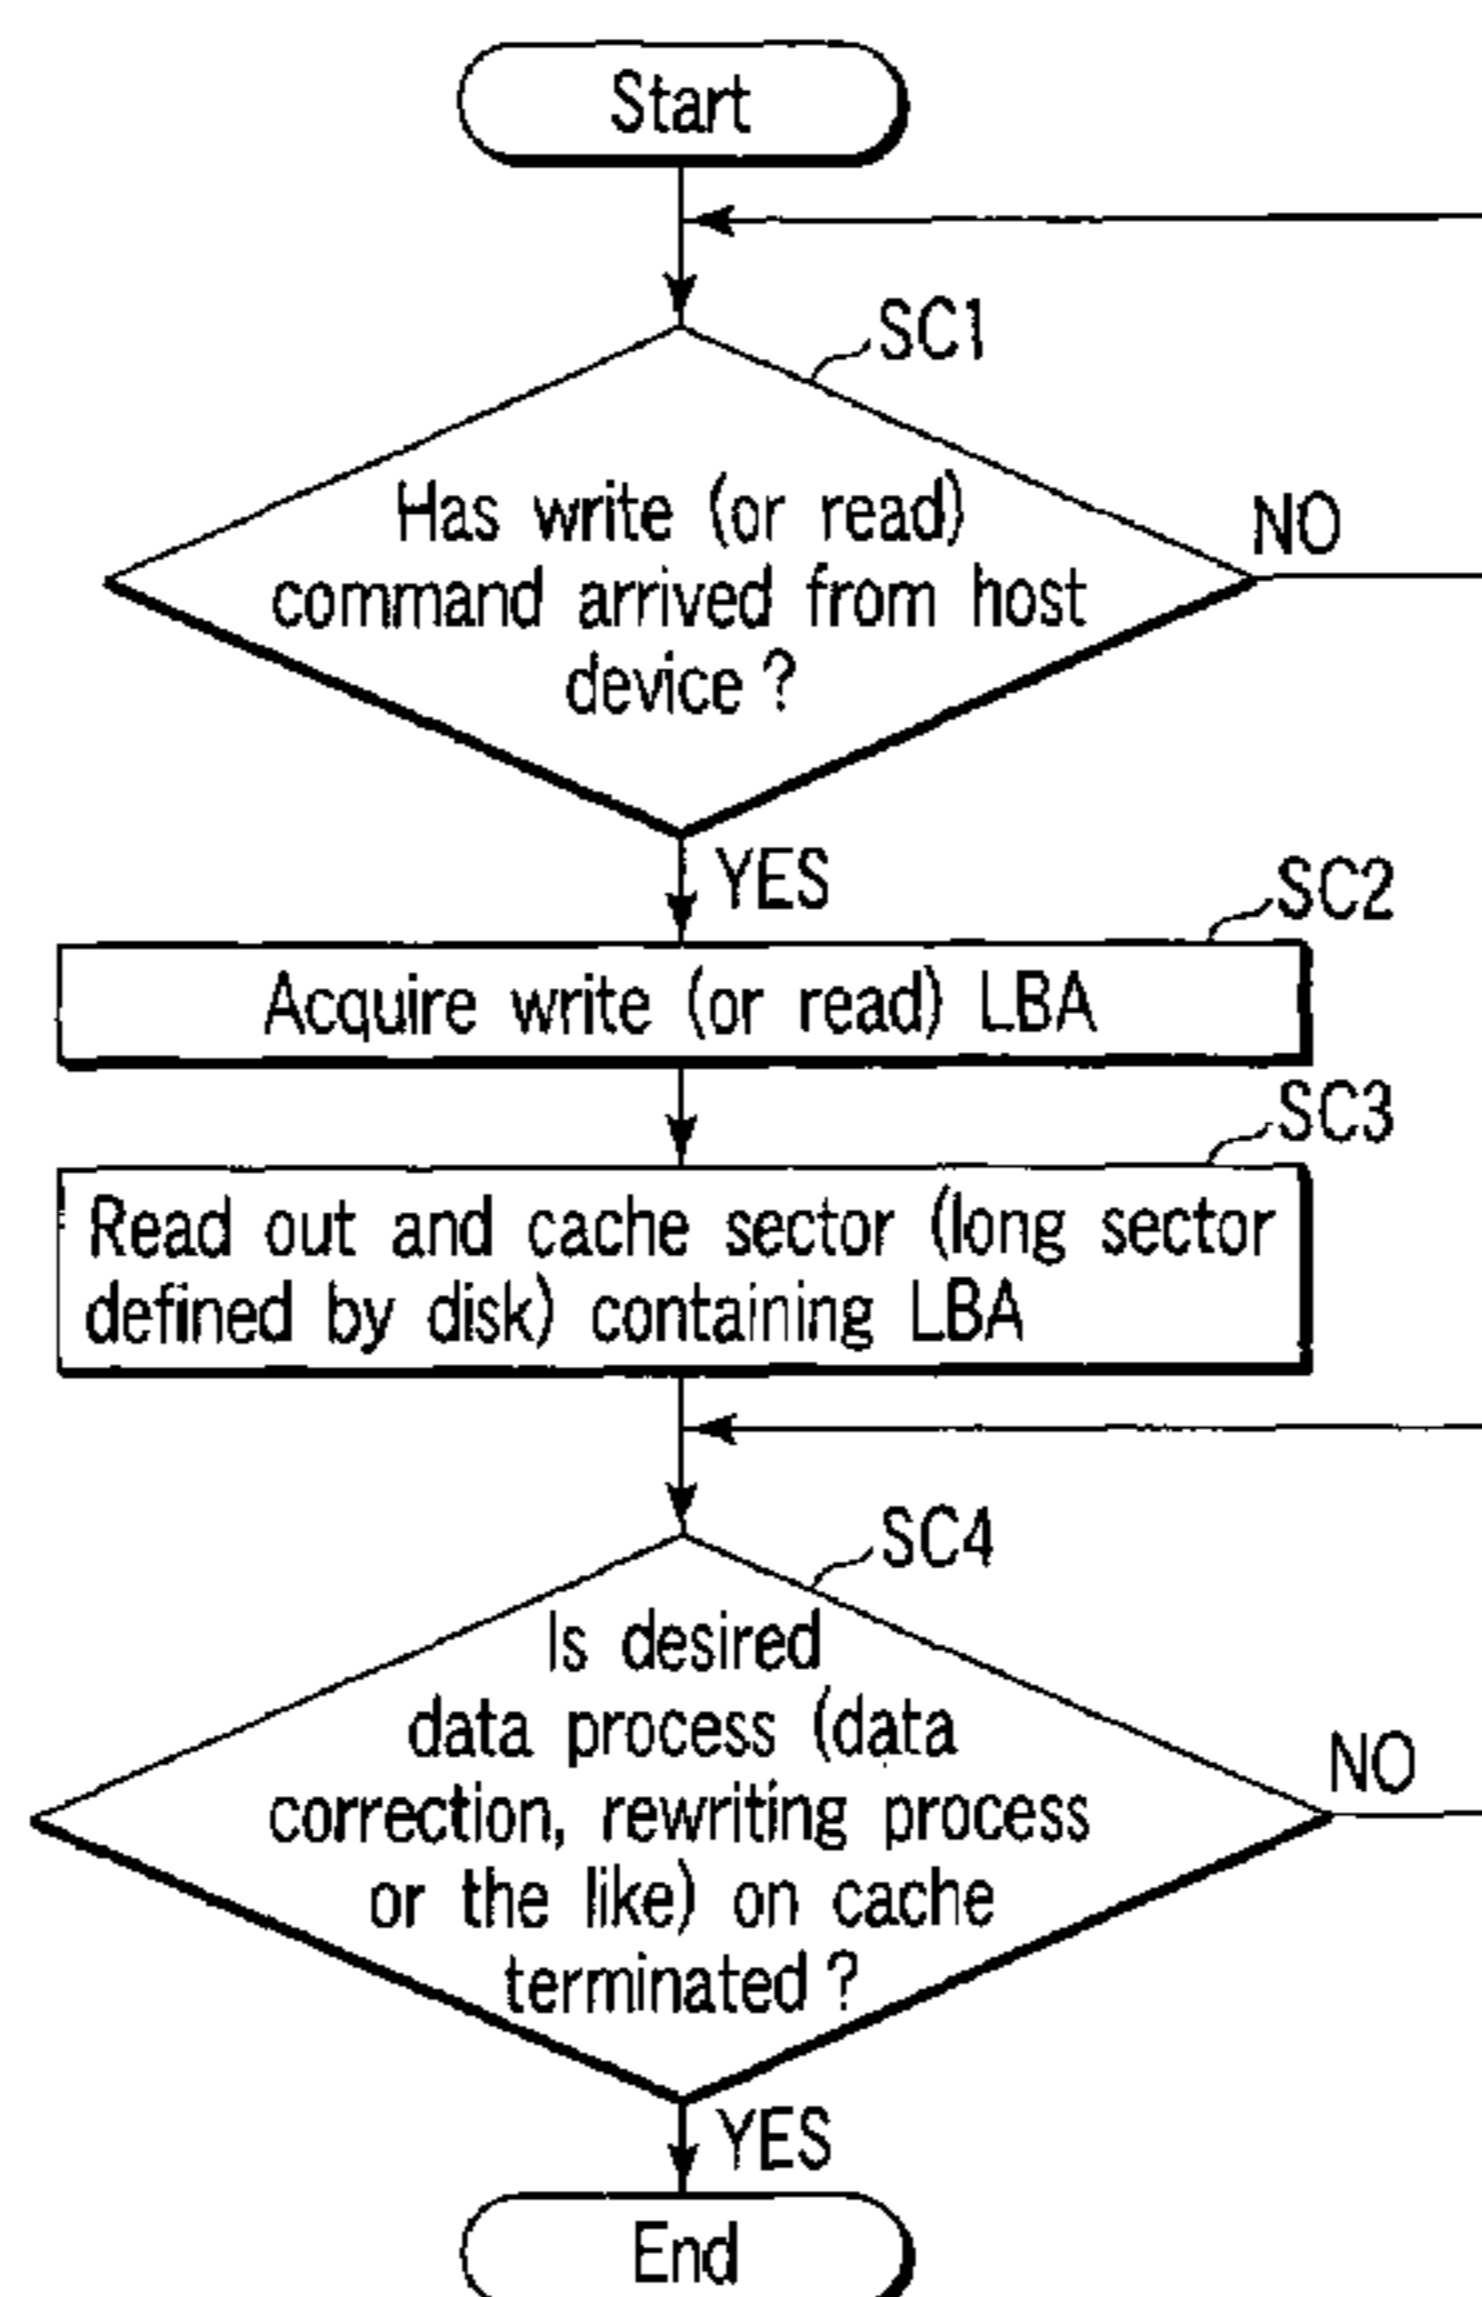 Start
SC1
Has write (or read)
command arrived from host
device ?
NO
YES
SC2
Acquire write (or read) LBA
SC3
Read out and cache sector (long sector
defined by disk) containing LBA
SC4
Is desired
data process (data
correction, rewriting process
or the like) on cache
terminated ?
NO
YES
End